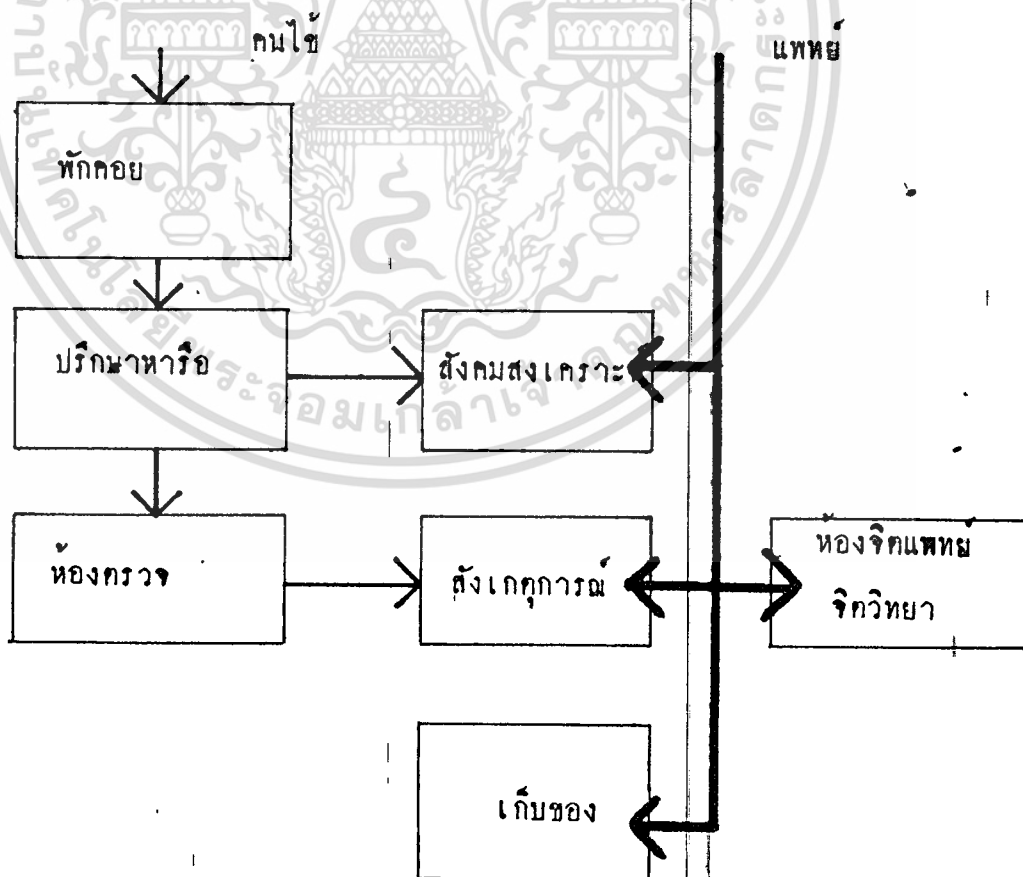 คนไข้
แพทย์
พักคอย
ปรึกษาหารือ
สังคมสงเคราะ
ห้องตรวจ
สังเกตุการณ์
ห้องจิตแพทย์
จิตวิทยา
เก็บของ